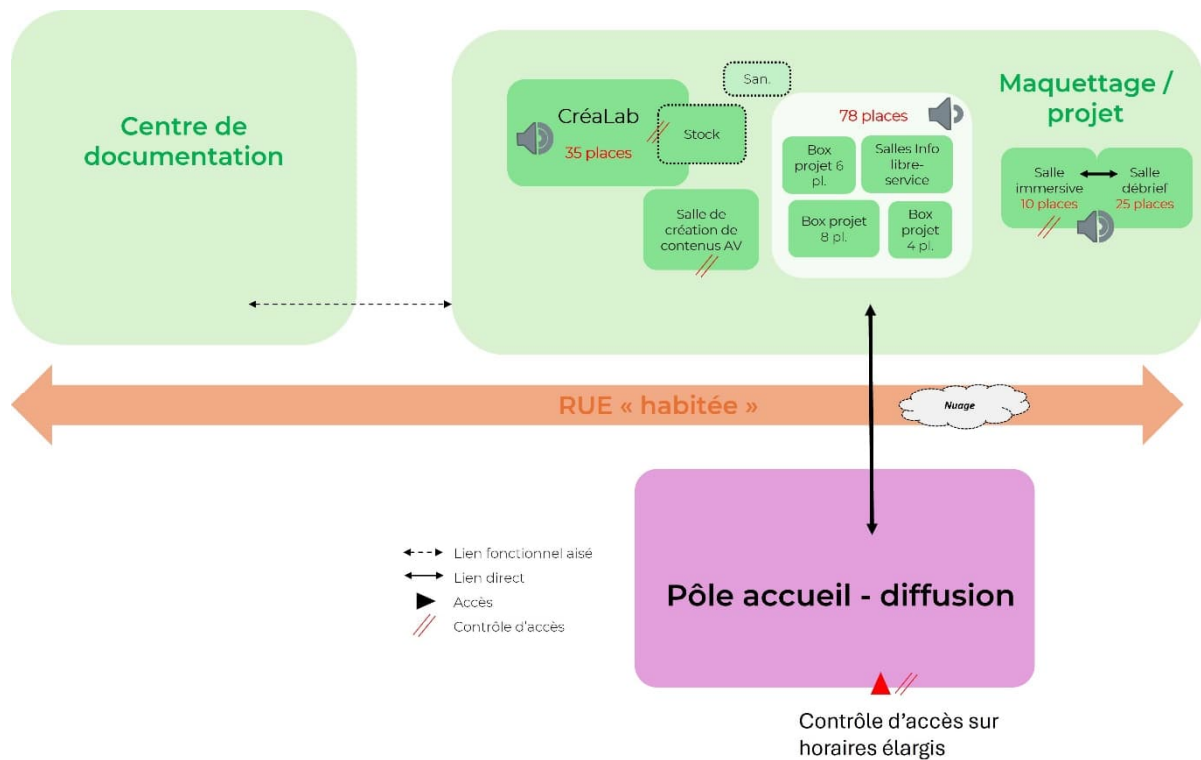 Centre de
documentation
San.
CréaLab
35 places
Stock
Salle de
création de
contenus AV
78 places
Box
projet 6
pl.
Salles Info
libre-
service
Box projet
8 pl.
Box
projet
4 pl.
Maquettage /
projet
Salle
immersive
10 places
Salle
débrief
25 places
RUE « habitée »
Nuage
Lien fonctionnel aisé
Lien direct
Accès
Contrôle d'accès
Pôle accueil - diffusion
Contrôle d'accès sur
horaires élargis